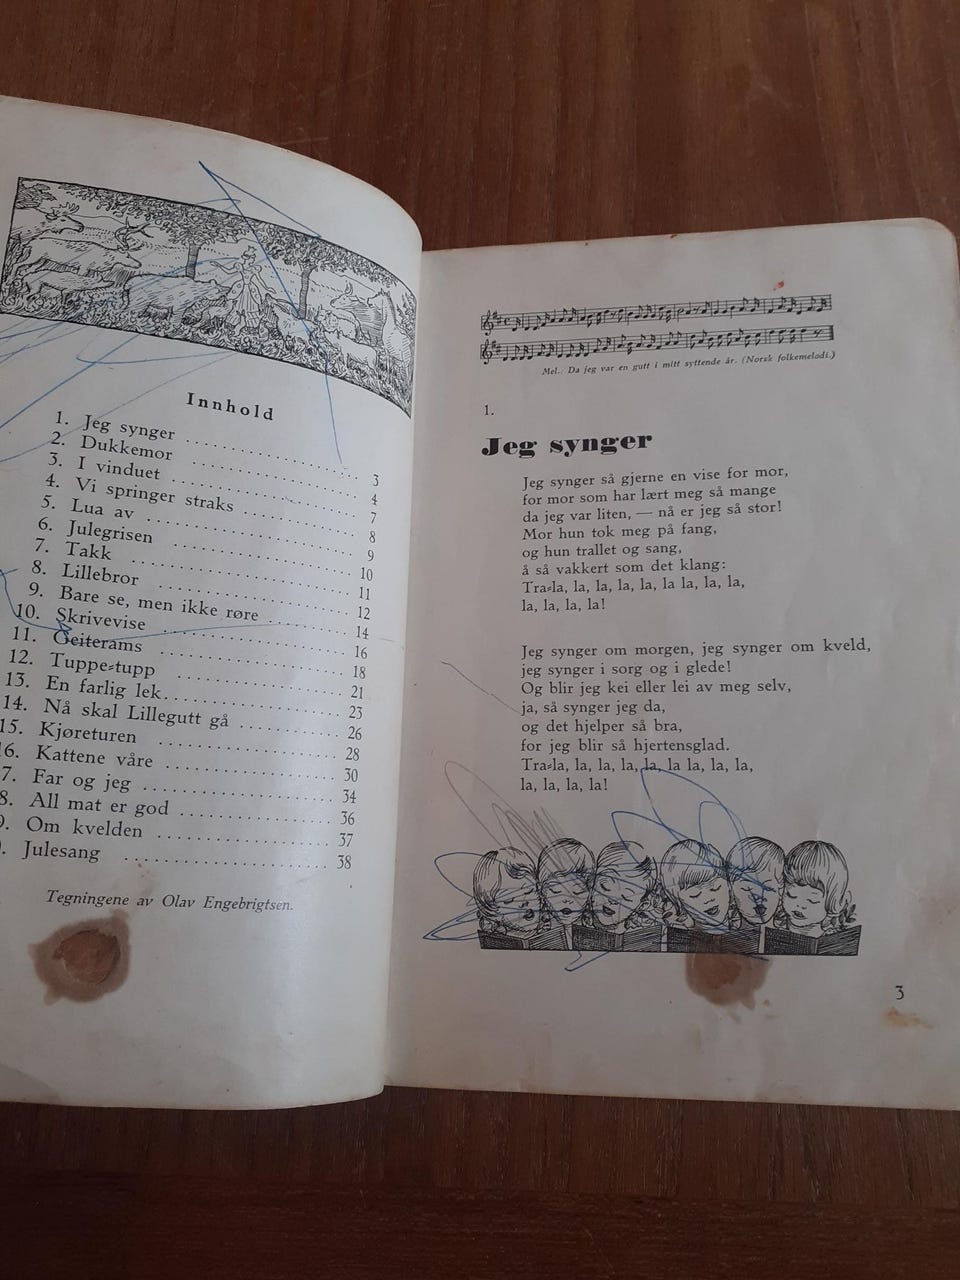 Innhold
1. Jeg synger .................... 3
2. Dukkemor .................... 4
3. I vinduet .................... 7
4. Vi springer straks .................... 8
5. Lua av .................... 9
6. Julegrisen .................... 10
7. Takk .................... 11
8. Lillebror .................... 12
9. Bare se, men ikke røre .................... 14
10. Skrivevise .................... 16
11. Geiterams .................... 18
12. Tuppe⸗tupp .................... 21
13. En farlig lek .................... 23
14. Nå skal Lillegutt gå .................... 26
15. Kjøreturen .................... 28
6. Kattene våre .................... 30
7. Far og jeg .................... 34
8. All mat er god .................... 36
9. Om kvelden .................... 37
. Julesang .................... 38
Tegningene av Olav Engebrigtsen.
Mel.: Da jeg var en gutt i mitt syttende år. (Norsk folkemelodi.)
1.
Jeg synger
Jeg synger så gjerne en vise for mor,
for mor som har lært meg så mange
da jeg var liten, — nå er jeg så stor!
Mor hun tok meg på fang,
og hun trallet og sang,
å så vakkert som det klang:
Tra⸗la, la, la, la, la la, la, la,
la, la, la, la!
Jeg synger om morgen, jeg synger om kveld,
jeg synger i sorg og i glede!
Og blir jeg kei eller lei av meg selv,
ja, så synger jeg da,
og det hjelper så bra,
for jeg blir så hjertensglad.
Tra⸗la, la, la, la, la la, la, la,
la, la, la, la!
3